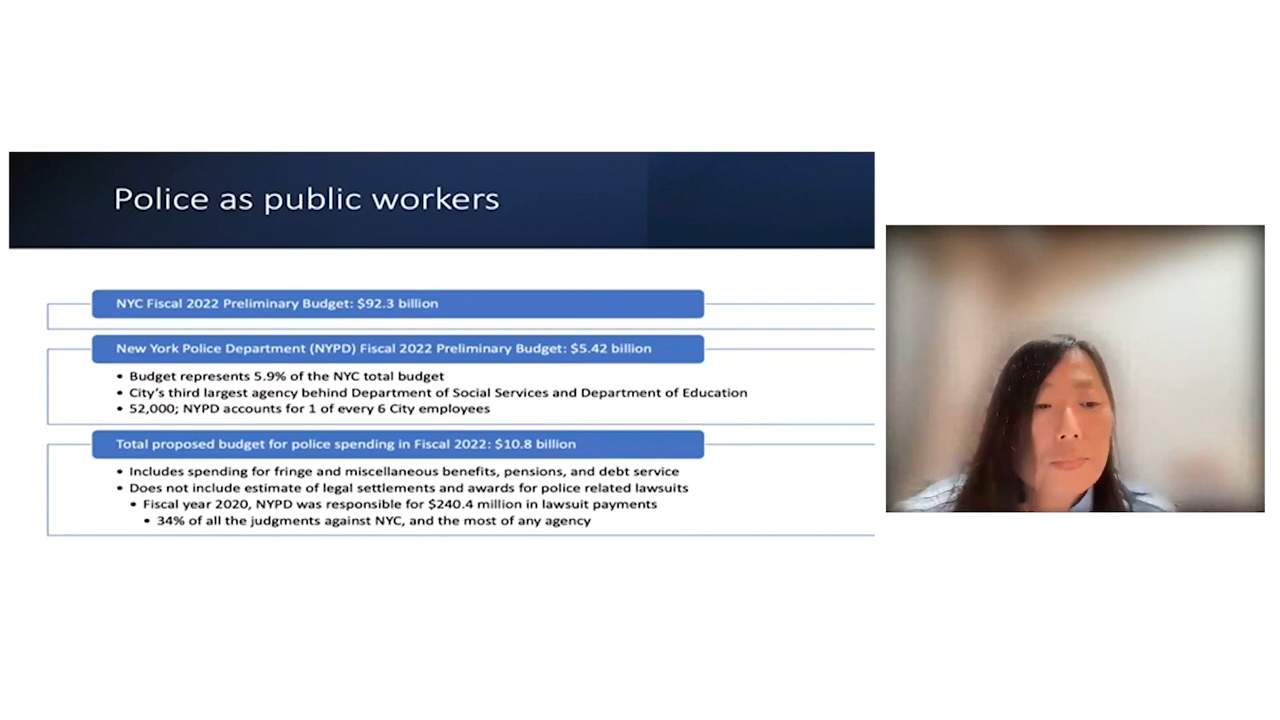 Police as public workers
NYC Fiscal 2022 Preliminary Budget: $92.3 billion
New York Police Department (NYPD) Fiscal 2022 Preliminary Budget: $5.42 billion
• Budget represents 5.9% of the NYC total budget
• City's third largest agency behind Department of Social Services and Department of Education
• 52,000; NYPD accounts for 1 of every 6 City employees
Total proposed budget for police spending in Fiscal 2022: $10.8 billion
• Includes spending for fringe and miscellaneous benefits, pensions, and debt service
• Does not include estimate of legal settlements and awards for police related lawsuits
• Fiscal year 2020, NYPD was responsible for $240.4 million in lawsuit payments
• 34% of all the judgments against NYC, and the most of any agency